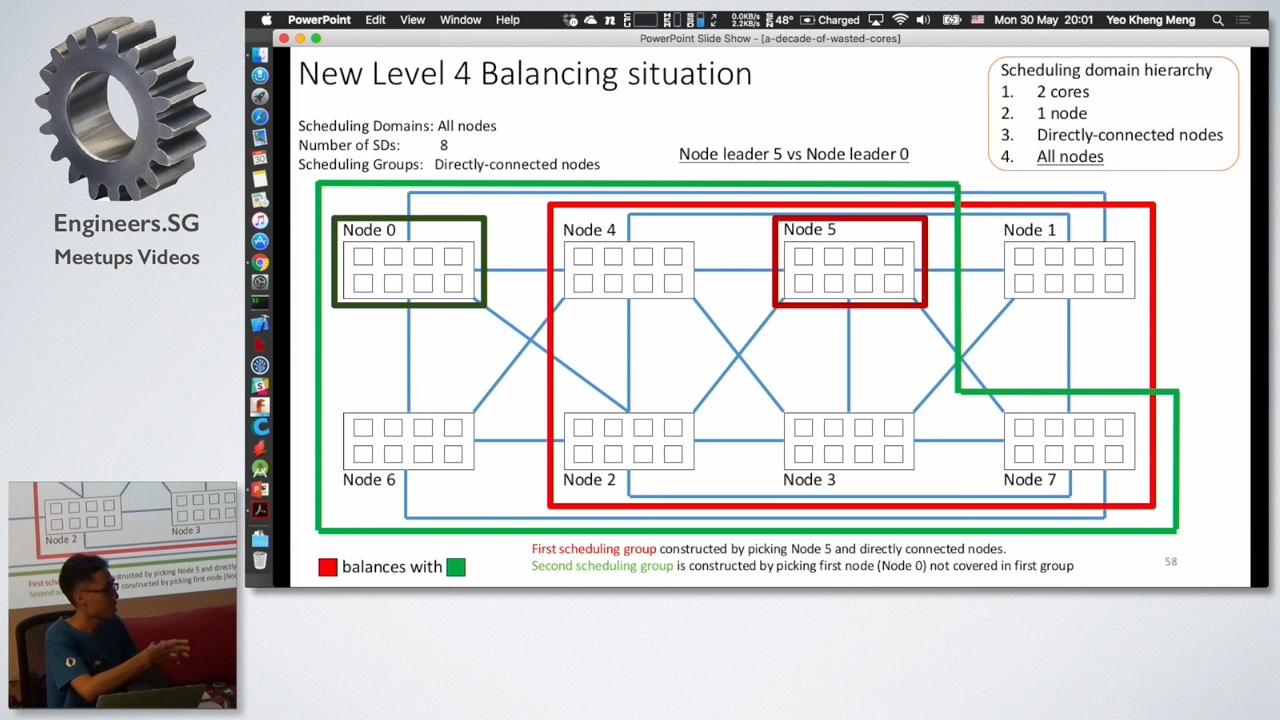 PowerPoint Edit View Window Help
0.0KB/s
2.2KB/s
48° Charged Mon 30 May 20:01 Yeo Kheng Meng
PowerPoint Slide Show - [a-decade-of-wasted-cores]
New Level 4 Balancing situation
Scheduling domain hierarchy
1. 2 cores
2. 1 node
3. Directly-connected nodes
4. All nodes
Scheduling Domains: All nodes
Number of SDs: 8
Scheduling Groups: Directly-connected nodes
Node leader 5 vs Node leader 0
Node 0
Node 4
Node 5
Node 1
Node 6
Node 2
Node 3
Node 7
balances with
First scheduling group constructed by picking Node 5 and directly connected nodes.
Second scheduling group is constructed by picking first node (Node 0) not covered in first group
58
Engineers.SG
Meetups Videos
Node 2
Node 3